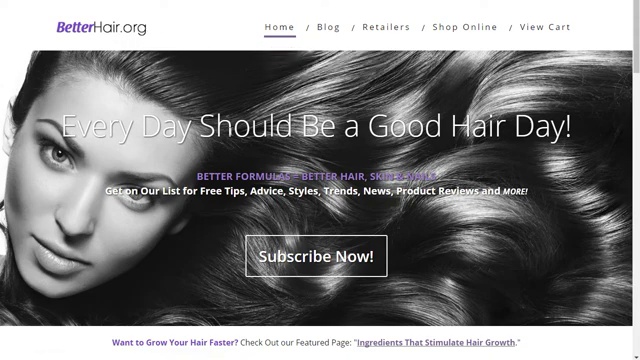 BetterHair.org
Home / Blog / Retailers / Shop Online / View Cart
Every Day Should Be a Good Hair Day!
BETTER FORMULAS = BETTER HAIR, SKIN & NAILS
Get on Our List for Free Tips, Advice, Styles, Trends, News, Product Reviews and MORE!
Subscribe Now!
Want to Grow Your Hair Faster? Check Out our Featured Page: "Ingredients That Stimulate Hair Growth."